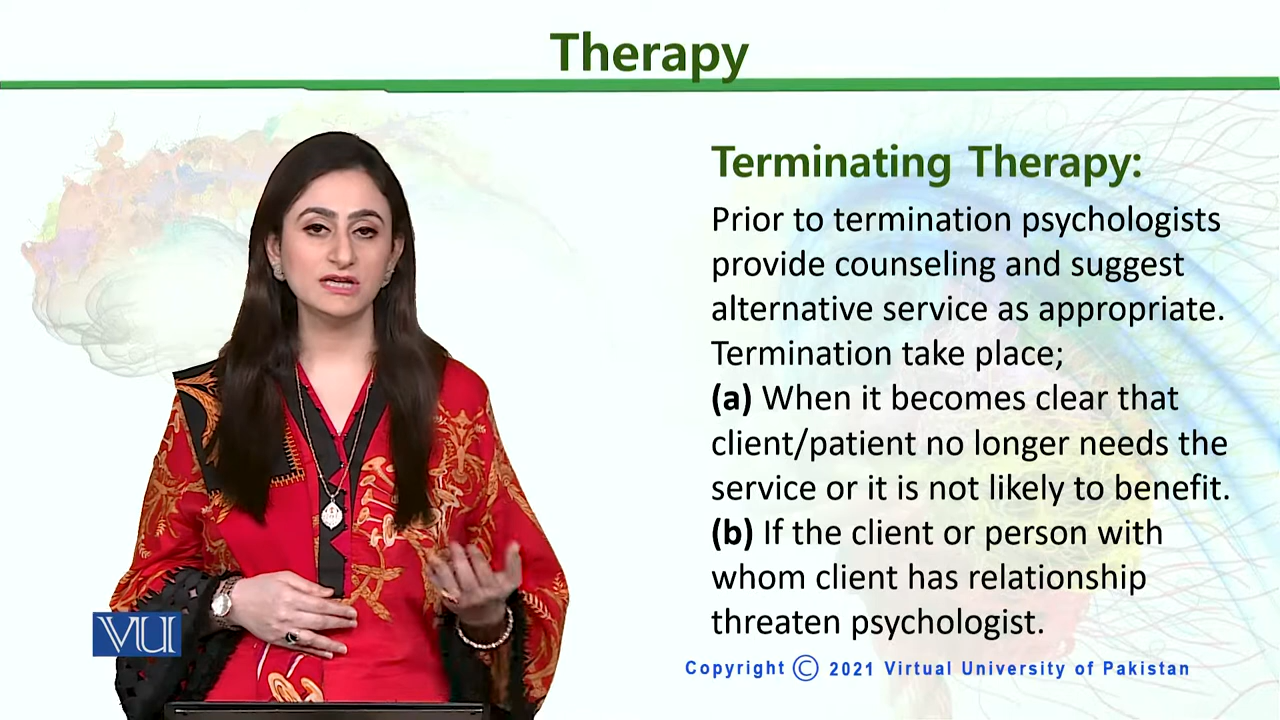 Therapy
Terminating Therapy:
Prior to termination psychologists
provide counseling and suggest
alternative service as appropriate.
Termination take place;
(a) When it becomes clear that
client/patient no longer needs the
service or it is not likely to benefit.
(b) If the client or person with
whom client has relationship
threaten psychologist.
VU
Copyright © 2021 Virtual University of Pakistan